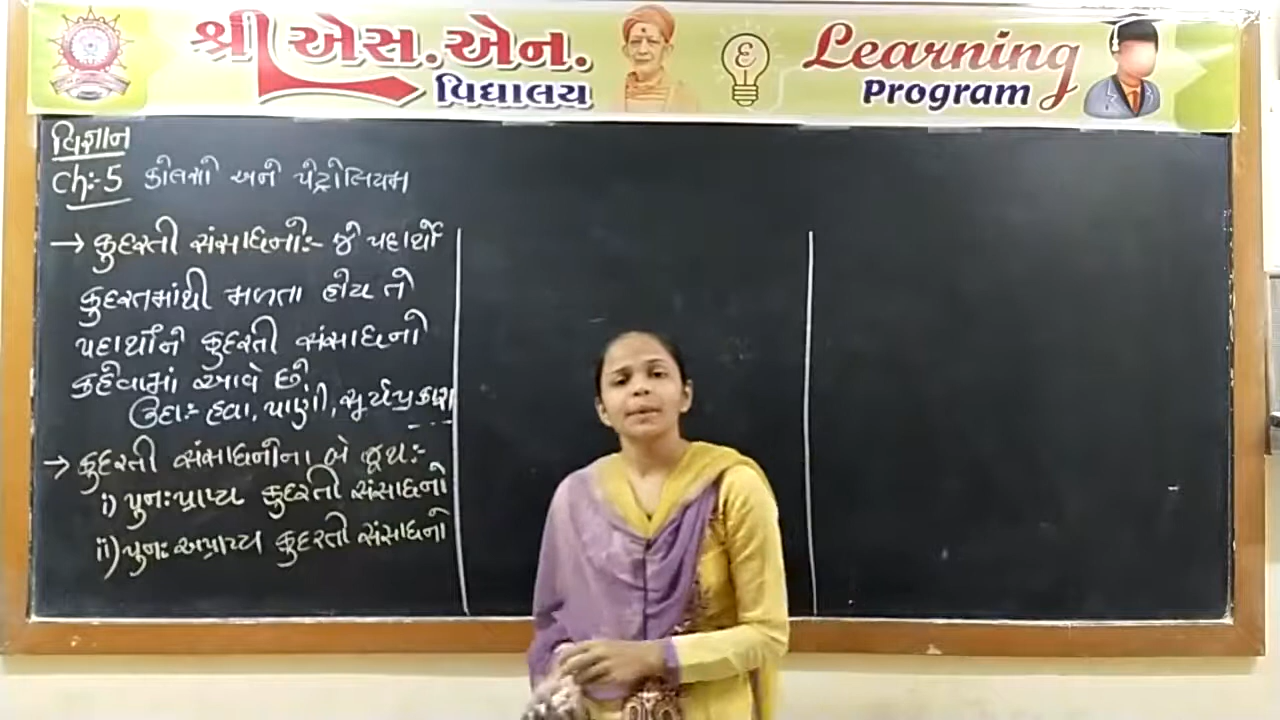 શ્રી એસ.એન.
વિદ્યાલય
Learning
Program
વિજ્ઞાન
Ch:-5 કોલસો અને પેટ્રોલિયમ
→ કુદરતી સંસાધનો:- જે પદાર્થો
કુદરતમાંથી મળતા હોય તે
પદાર્થોને કુદરતી સંસાધનો
કહેવામાં આવે છે.
ઉદા:- હવા, પાણી, સૂર્યપ્રકાશ
---
→ કુદરતી સંસાધનોના બે જૂથ:-
i) પુનઃપ્રાપ્ય કુદરતી સંસાધનો
ii) પુનઃઅપ્રાપ્ય કુદરતી સંસાધનો